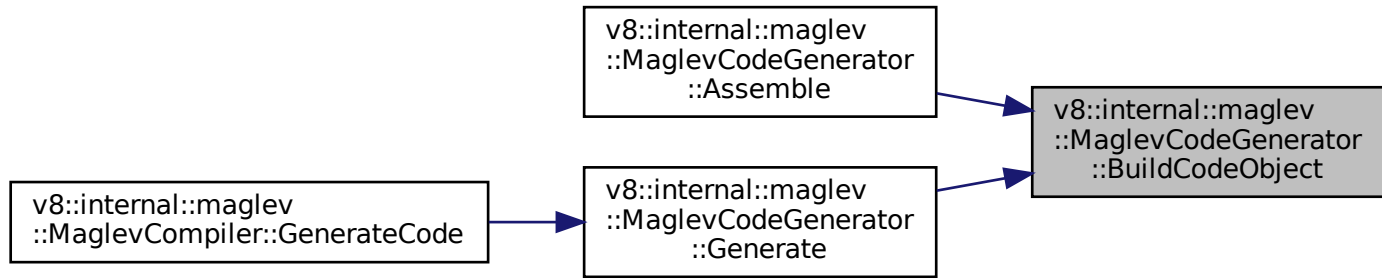 v8::internal::maglev
::MaglevCodeGenerator
::Assemble
v8::internal::maglev
::MaglevCodeGenerator
::BuildCodeObject
v8::internal::maglev
::MaglevCodeGenerator
::Generate
v8::internal::maglev
::MaglevCompiler::GenerateCode